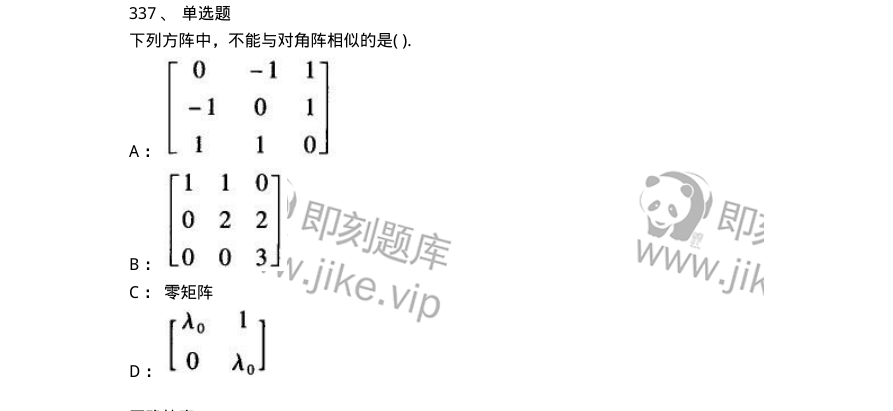 337 、 单选题
下列方阵中，不能与对角阵相似的是( ).
0 -1 1
-1 0 1
A： 1 1 0
1 1 0
0 2 2
B： 0 0 3
即刻题库
www.jike.vip
即刻
www.jik
C： 零矩阵
λ₀ 1
D： 0 λ₀